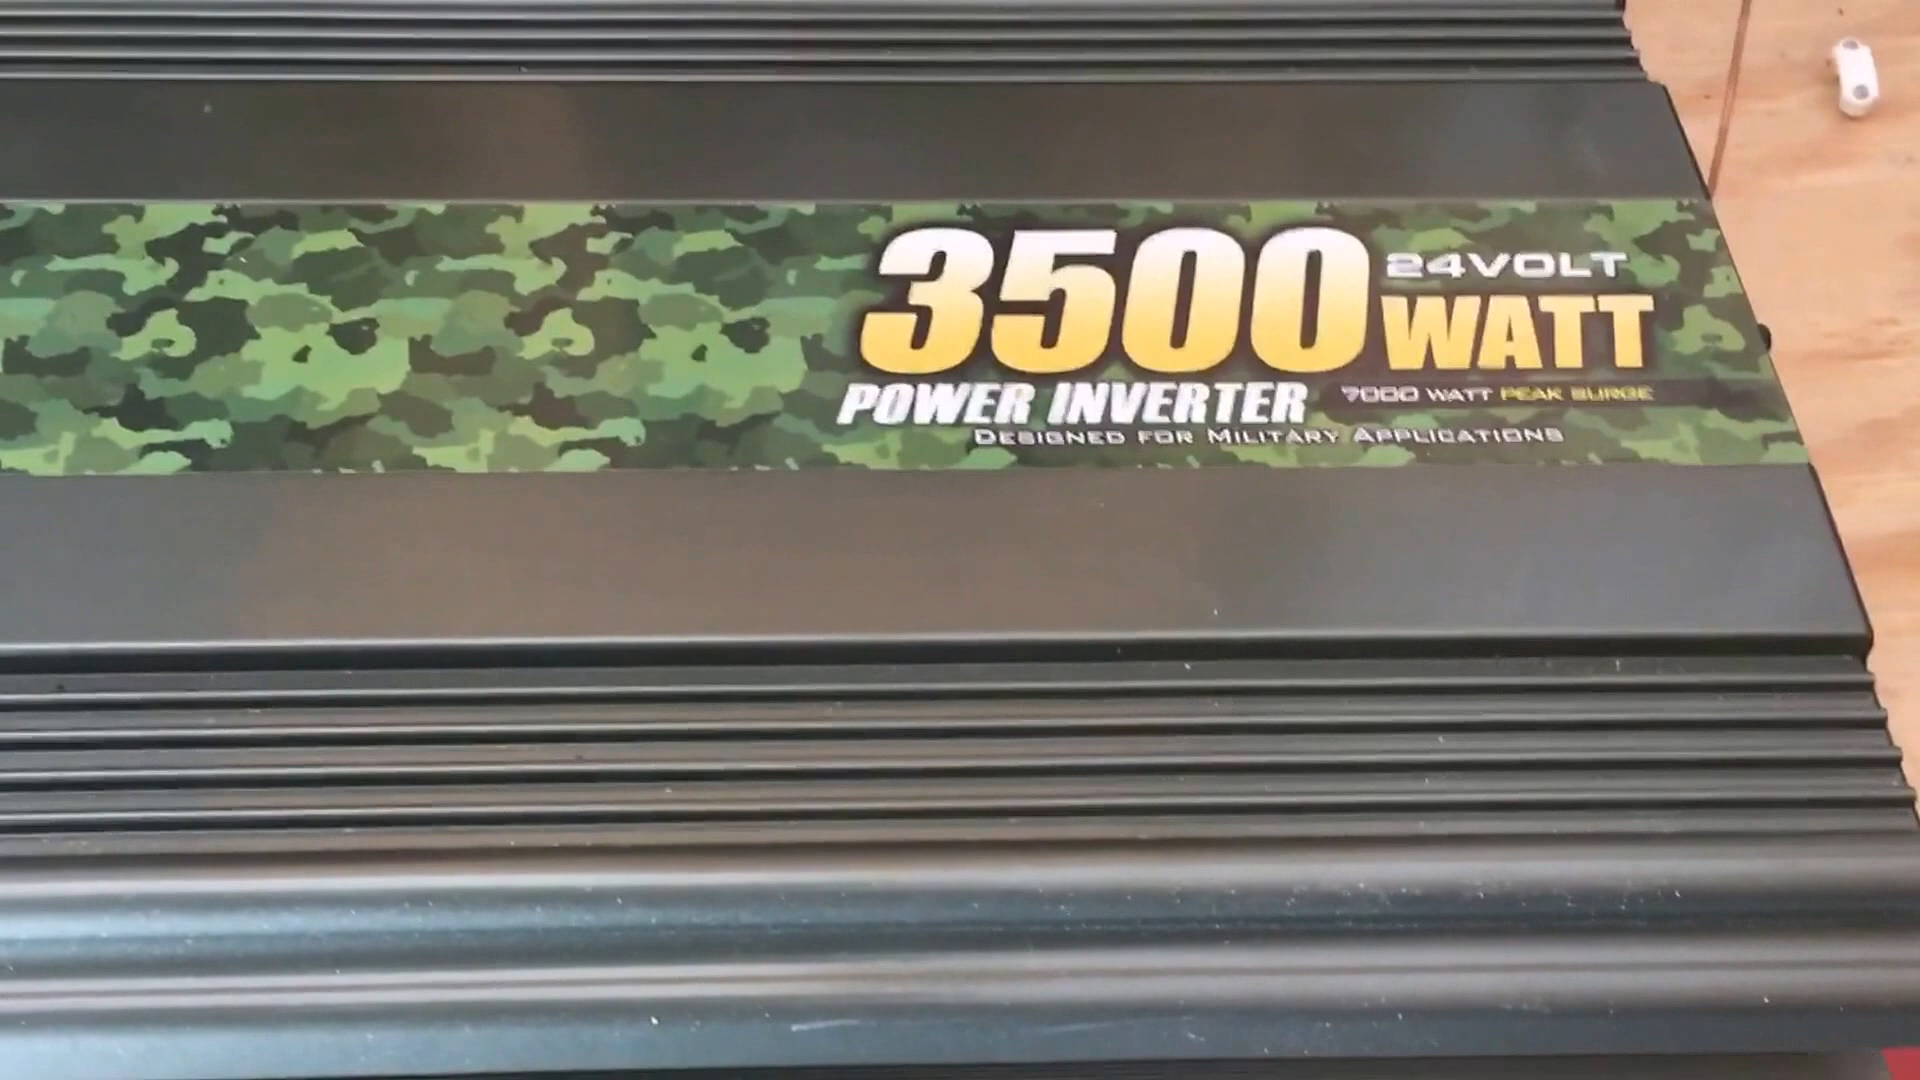 3500 24VOLT WATT
POWER INVERTER 7000 WATT PEAK SURGE
DESIGNED FOR MILITARY APPLICATIONS